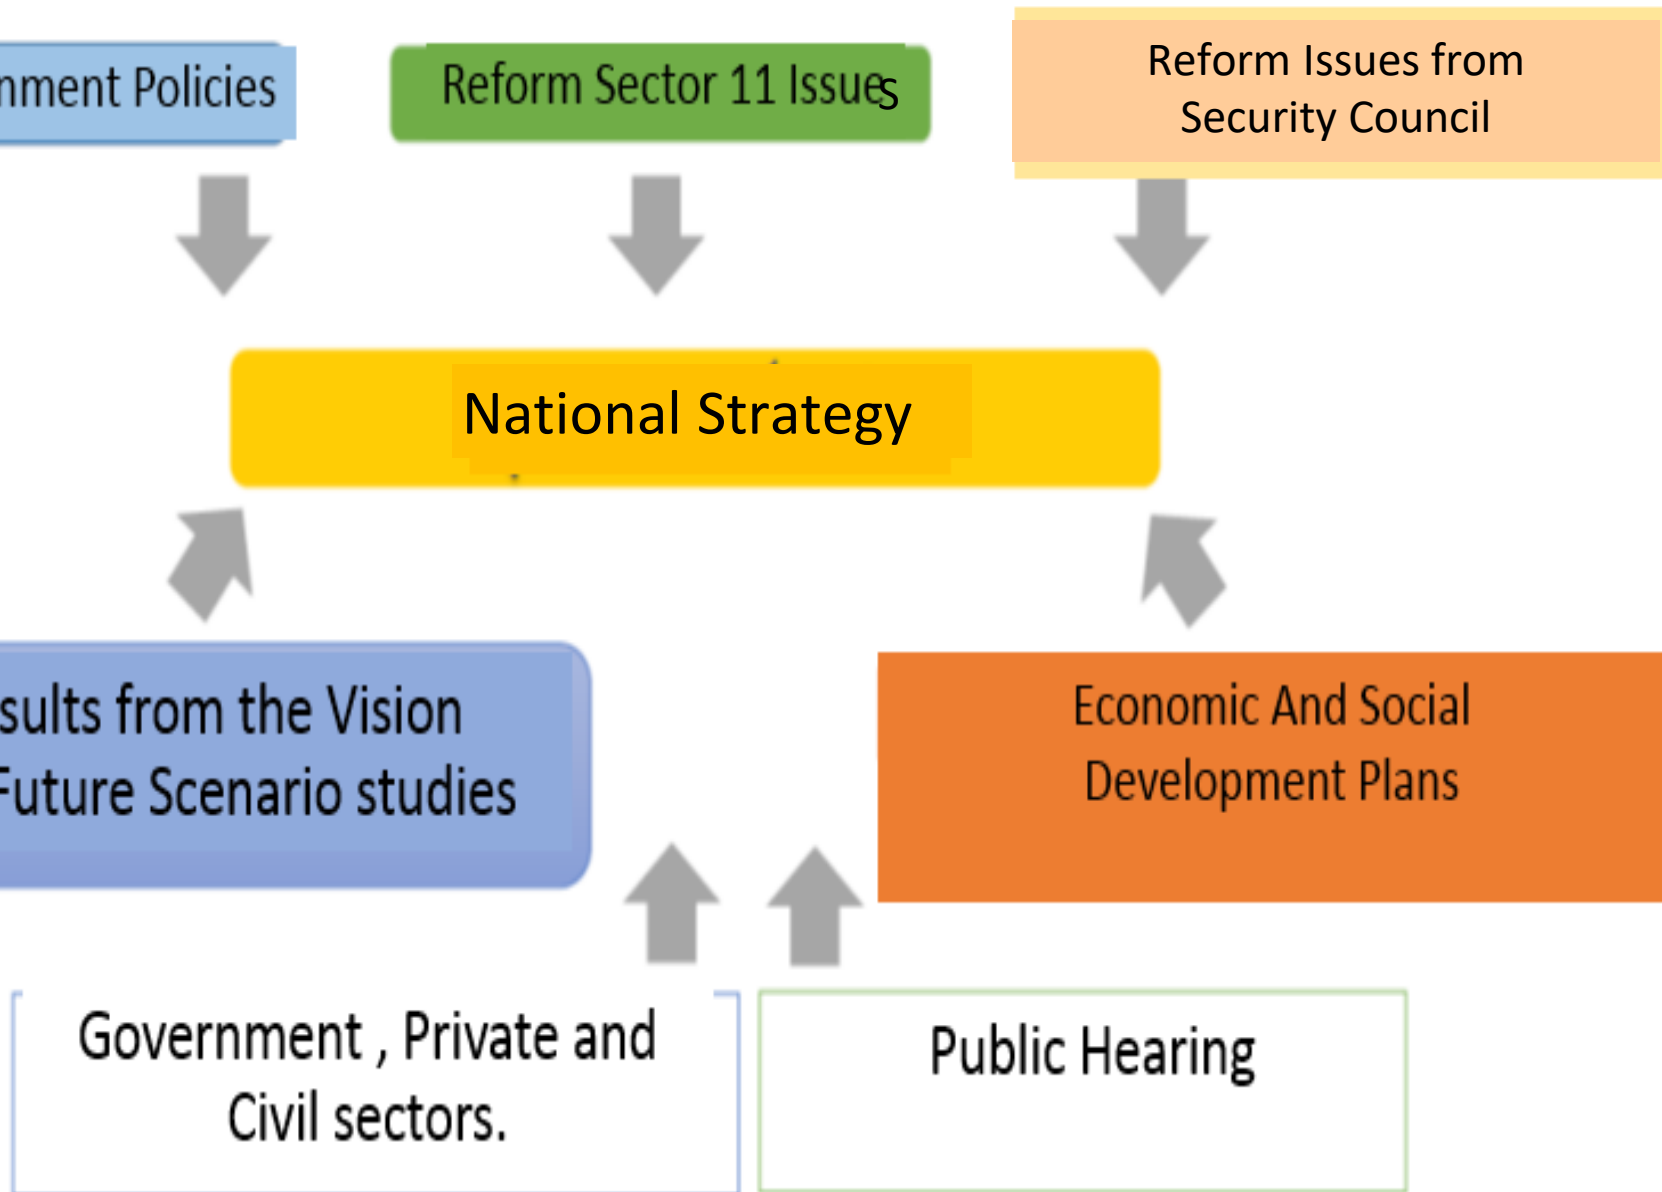 nment Policies
Reform Sector 11 Issues
Reform Issues from
Security Council
National Strategy
sults from the Vision
Future Scenario studies
Economic And Social
Development Plans
Government , Private and
Civil sectors.
Public Hearing